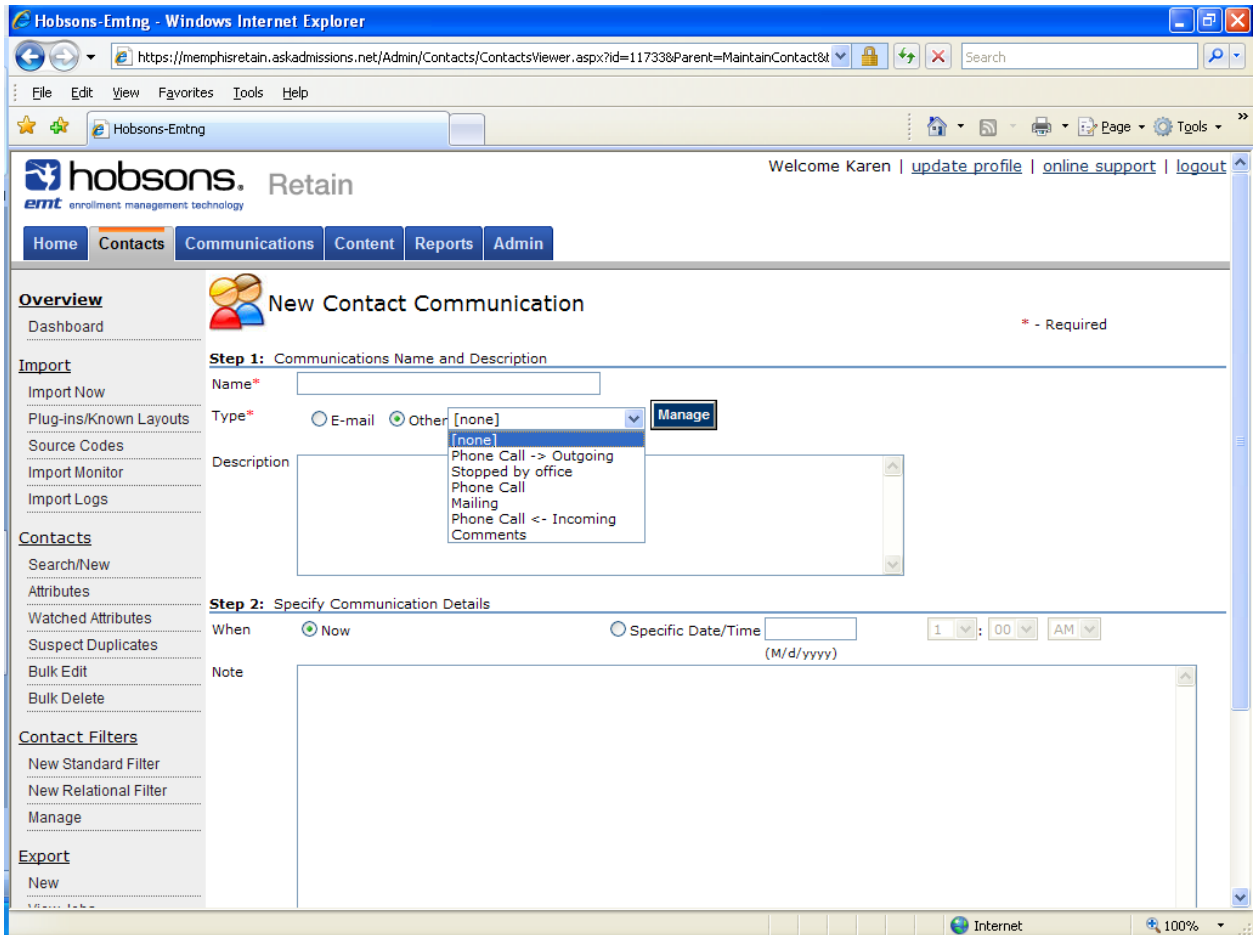 Hobsons-Emtng - Windows Internet Explorer
https://memphisretain.askadmissions.net/Admin/Contacts/ContactsViewer.aspx?id=11733&Parent=MaintainContact&t
Search
File Edit View Favorites Tools Help
Hobsons-Emtng
Page Tools »
hobsons. Retain
emt enrollment management technology
Welcome Karen | update profile | online support | logout
Home Contacts Communications Content Reports Admin
Overview
Dashboard
Import
Import Now
Plug-ins/Known Layouts
Source Codes
Import Monitor
Import Logs
Contacts
Search/New
Attributes
Watched Attributes
Suspect Duplicates
Bulk Edit
Bulk Delete
Contact Filters
New Standard Filter
New Relational Filter
Manage
Export
New
View Jobs
New Contact Communication
* - Required
Step 1: Communications Name and Description
Name*
Type* E-mail Other [none] Manage
[none]
Phone Call -> Outgoing
Stopped by office
Phone Call
Mailing
Phone Call <- Incoming
Comments
Description
Step 2: Specify Communication Details
When Now Specific Date/Time 1 : 00 AM
(M/d/yyyy)
Note
Internet 100%